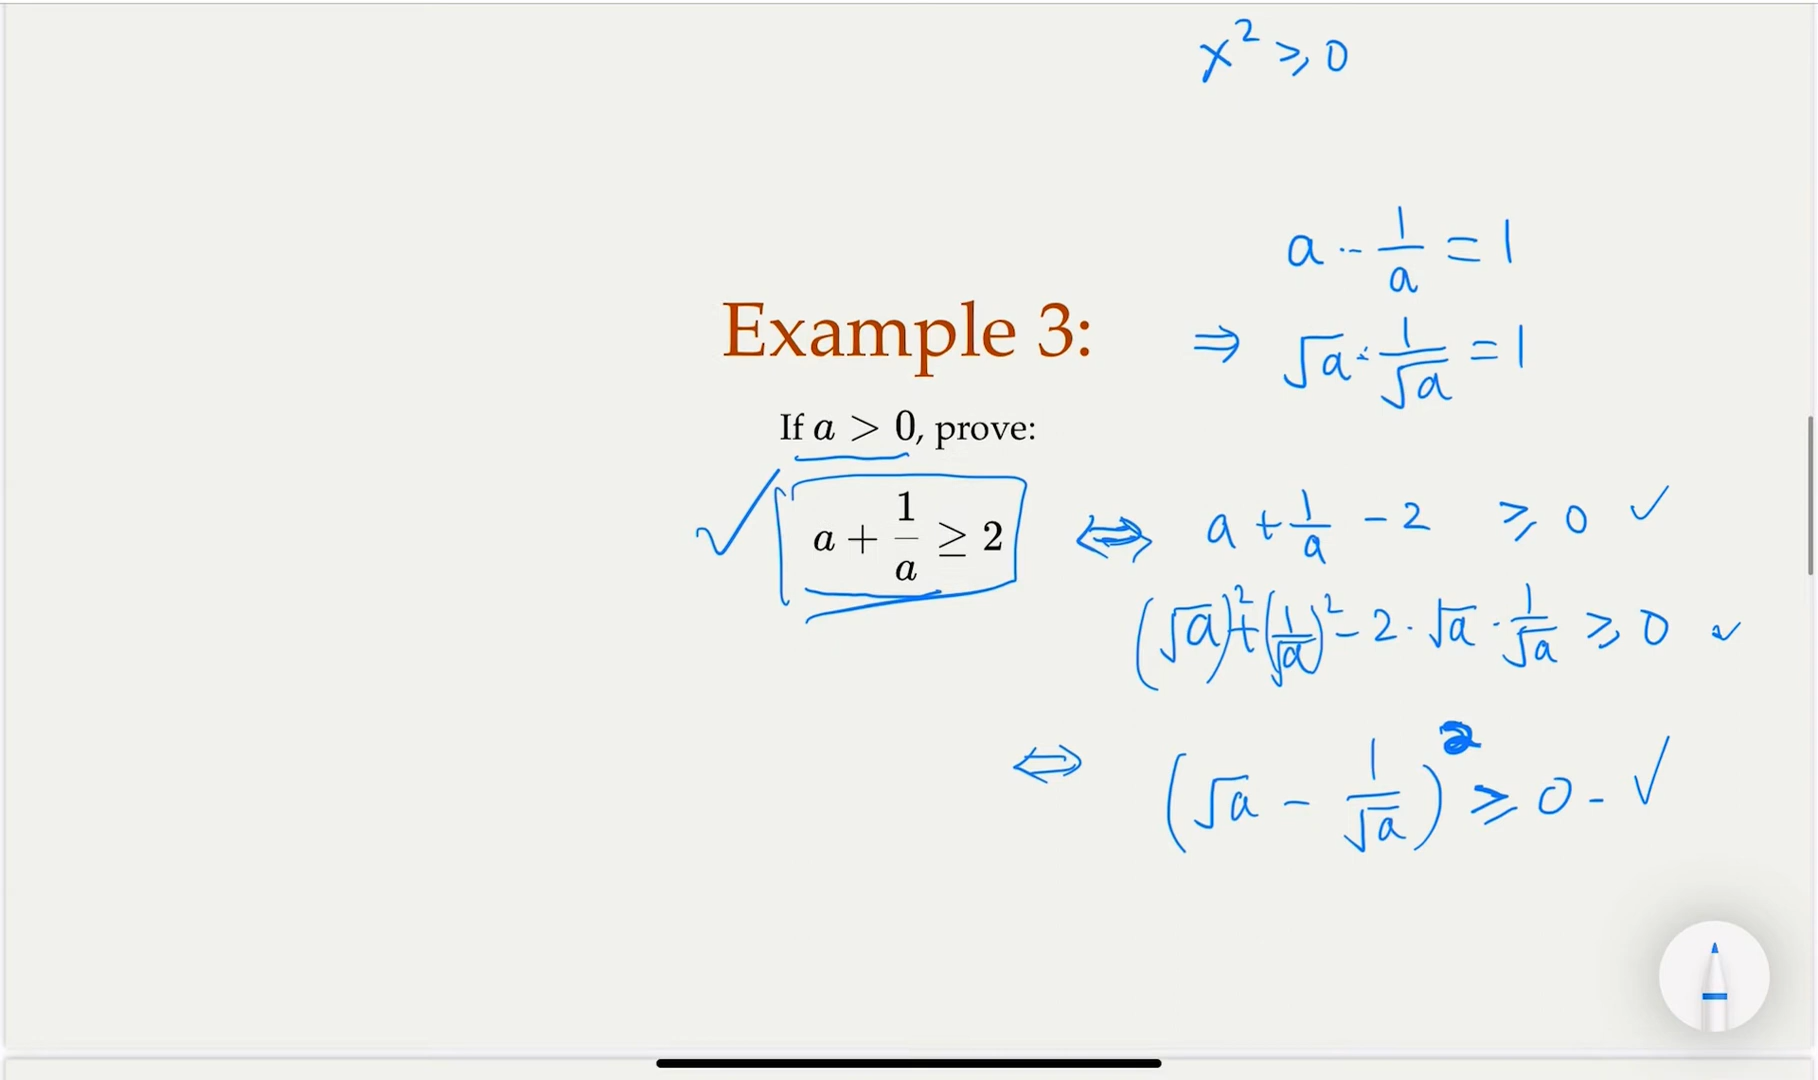 x² ≥ 0
a · 1/a = 1
Example 3:
⇒ √a · 1/√a = 1
If a > 0, prove:
✓ a + 1/a ≥ 2 ⇔ a + 1/a - 2 ≥ 0 ✓
(√a)² + (1/√a)² - 2 · √a · 1/√a ≥ 0 ✓
⇔ (√a - 1/√a)² ≥ 0 - ✓